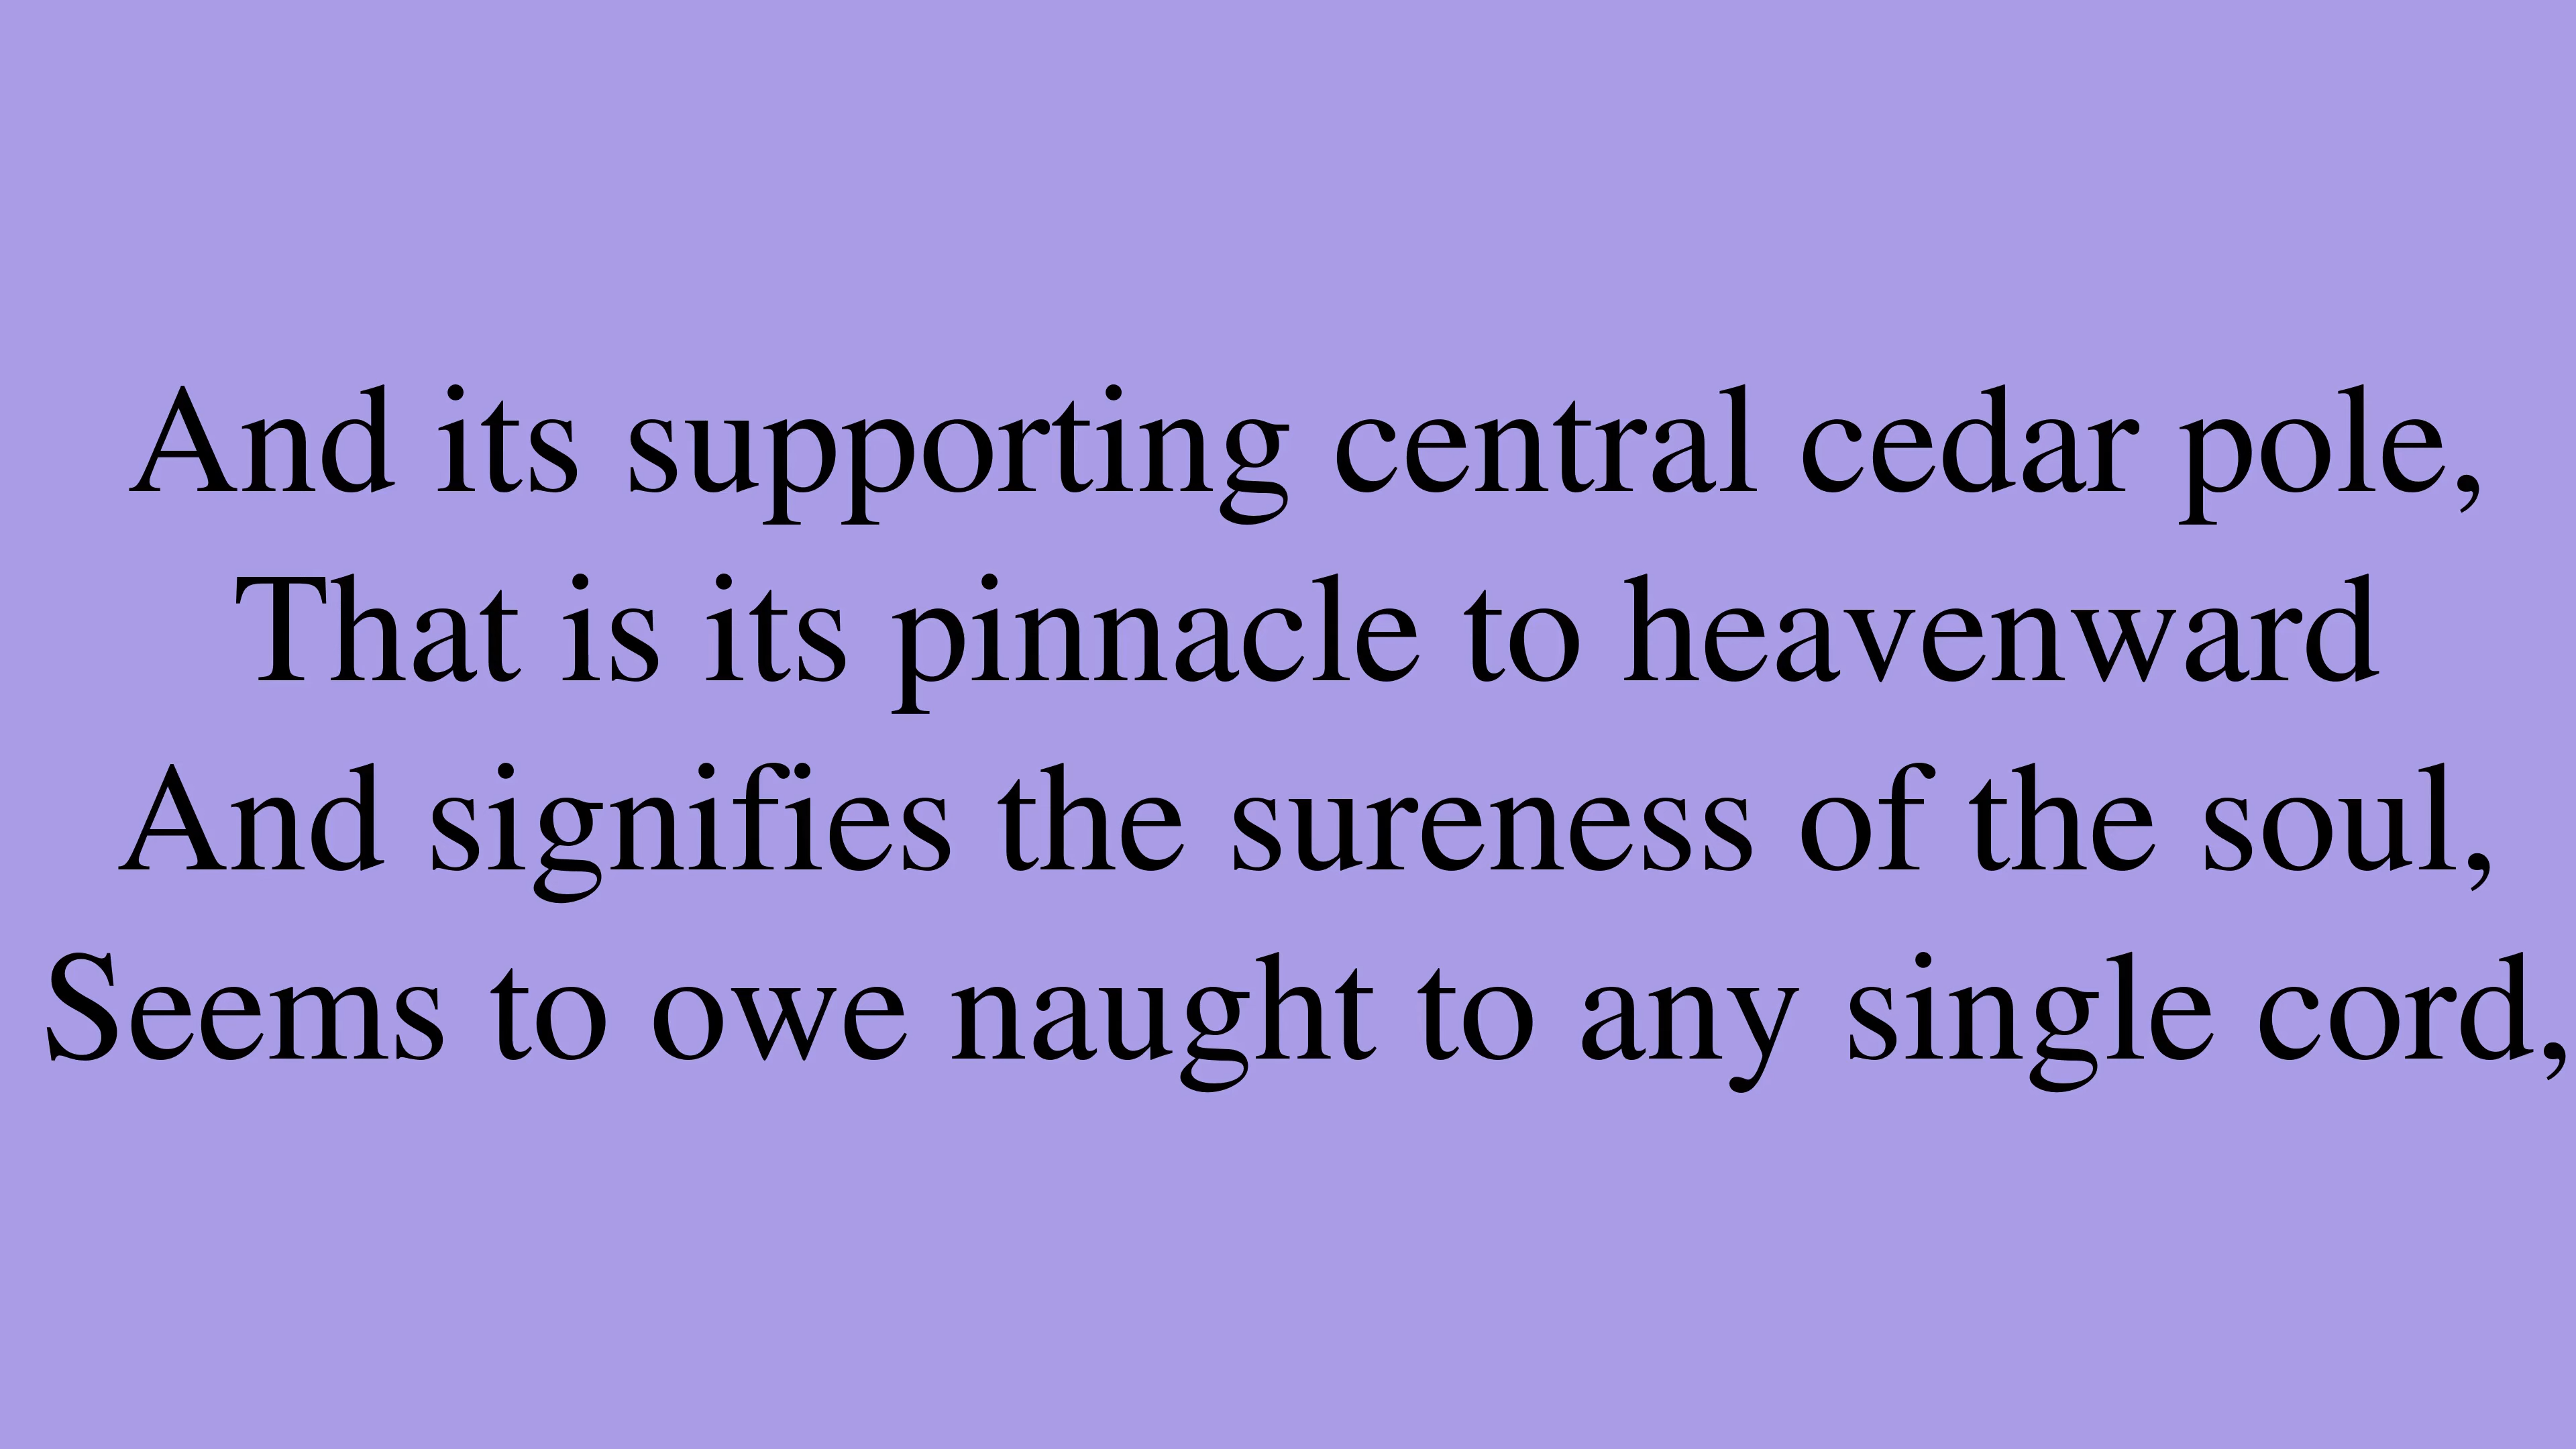 And its supporting central cedar pole,
That is its pinnacle to heavenward
And signifies the sureness of the soul,
Seems to owe naught to any single cord,